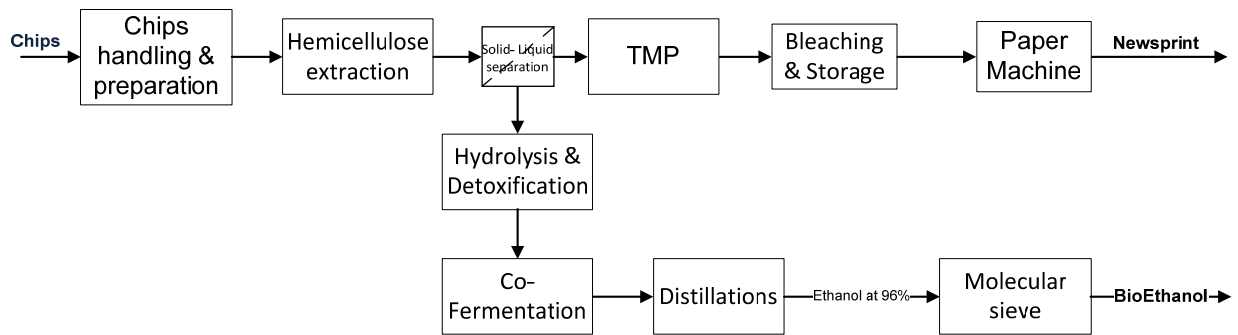 Chips
Chips
handling &
preparation
Hemicellulose
extraction
Solid- Liquid
separation
TMP
Bleaching
& Storage
Paper
Machine
Newsprint
Hydrolysis &
Detoxification
Co-
Fermentation
Distillations
Ethanol at 96%
Molecular
sieve
BioEthanol